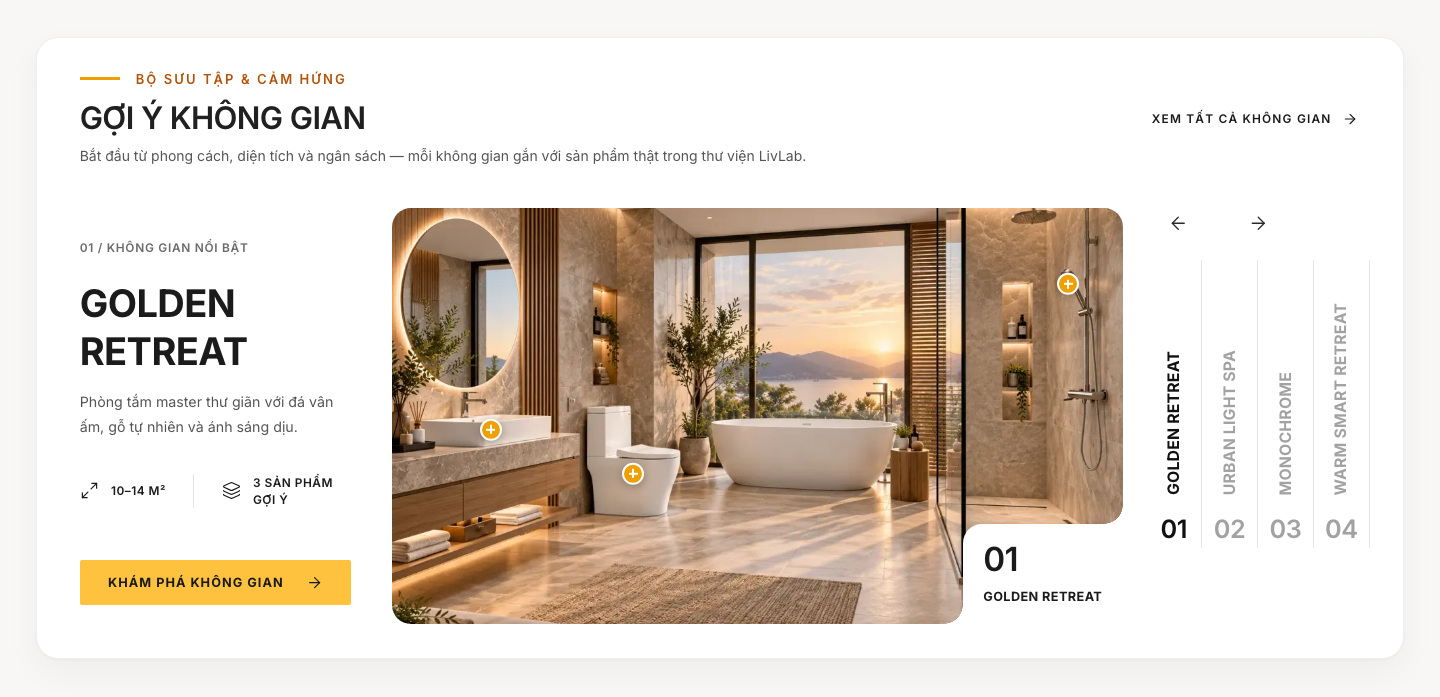 BỘ SƯU TẬP & CẢM HỨNG
GỢI Ý KHÔNG GIAN
XEM TẤT CẢ KHÔNG GIAN
Bắt đầu từ phong cách, diện tích và ngân sách — mỗi không gian gắn với sản phẩm thật trong thư viện LivLab.
01 / KHÔNG GIAN NỔI BẬT
GOLDEN
RETREAT
Phòng tắm master thư giãn với đá vân
ấm, gỗ tự nhiên và ánh sáng dịu.
10–14 M²
3 SẢN PHẨM
GỢI Ý
KHÁM PHÁ KHÔNG GIAN
01
GOLDEN RETREAT
GOLDEN RETREAT
01
URBAN LIGHT SPA
02
MONOCHROME
03
WARM SMART RETREAT
04